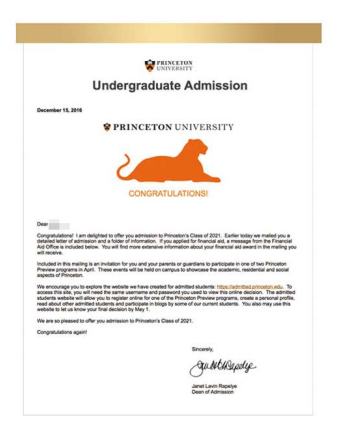 PRINCETON
UNIVERSITY
Undergraduate Admission
December 15, 2016
PRINCETON UNIVERSITY
CONGRATULATIONS!
Dear
Congratulations! I am delighted to offer you admission to Princeton's Class of 2021. Earlier today we mailed you a
detailed letter of admission and a folder of information. If you applied for financial aid, a message from the Financial
Aid Office is included below. You will find more extensive information about your financial aid award in the mailing you
will receive.
Included in this mailing is an invitation for you and your parents or guardians to participate in one of two Princeton
Preview programs in April. These events will be held on campus to showcase the academic, residential and social
aspects of Princeton.
We encourage you to explore the website we have created for admitted students: https://admitted.princeton.edu. To
access this site, you will need the same username and password you used to view this online decision. The admitted
students website will allow you to register online for one of the Princeton Preview programs, create a personal profile,
read about other admitted students and participate in blogs by some of our current students. You also may use this
website to let us know your final decision by May 1.
We are so pleased to offer you admission to Princeton's Class of 2021.
Congratulations again!
Sincerely,
Janet Lavin Rapelye
Dean of Admission